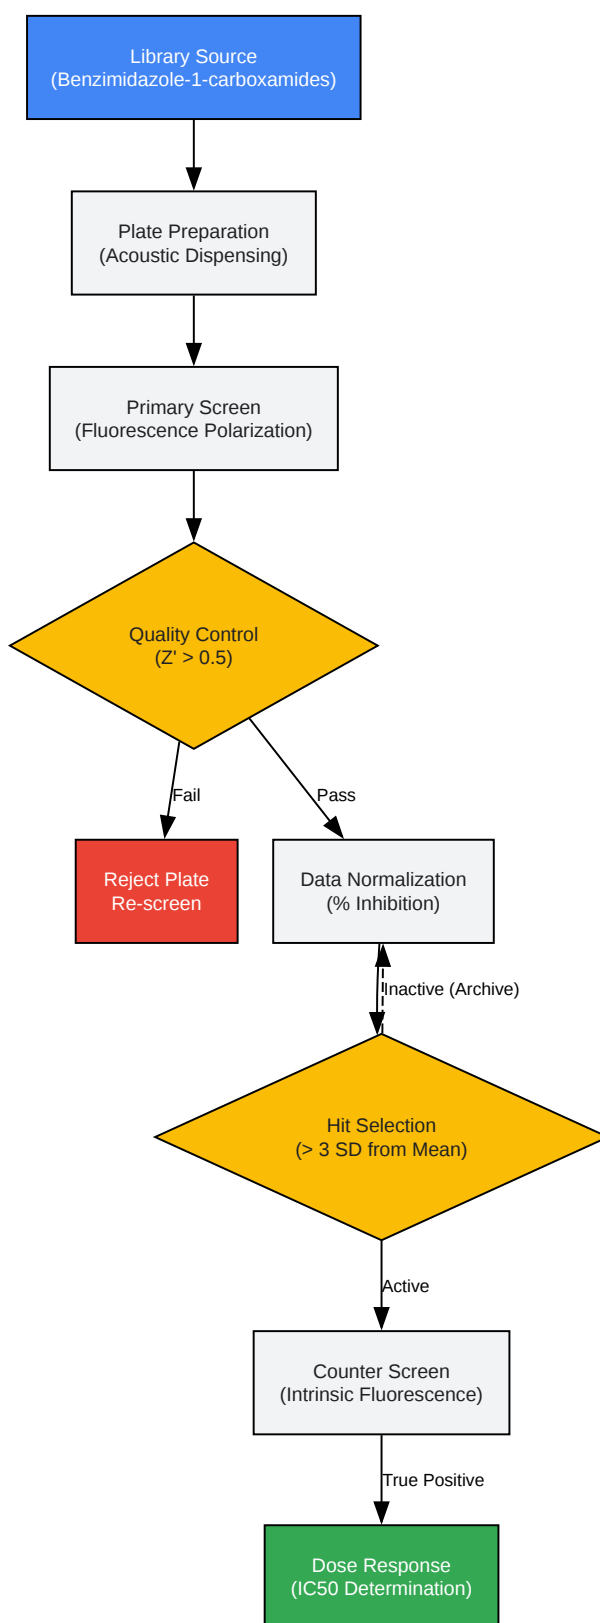 Library Source
(Benzimidazole-1-carboxamides)
Plate Preparation
(Acoustic Dispensing)
Primary Screen
(Fluorescence Polarization)
Quality Control
(Z' > 0.5)
Fail
Pass
Reject Plate
Re-screen
Data Normalization
(% Inhibition)
Inactive (Archive)
Hit Selection
(> 3 SD from Mean)
Active
Counter Screen
(Intrinsic Fluorescence)
True Positive
Dose Response
(IC50 Determination)